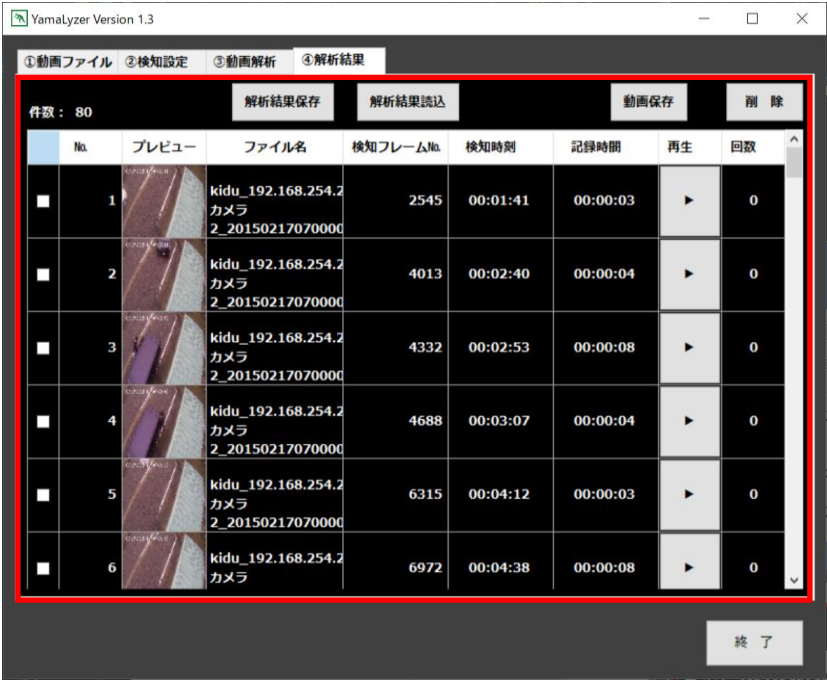 YamaLyzer Version 1.3
①動画ファイル ②検知設定 ③動画解析 ④解析結果
件数： 80 解析結果保存 解析結果読込 動画保存 削 除
No. プレビュー ファイル名 検知フレームNo. 検知時刻 記録時間 再生 回数
1 kidu_192.168.254.2 2545 00:01:41 00:00:03 ▶ 0
カメラ
2_20150217070000
2 kidu_192.168.254.2 4013 00:02:40 00:00:04 ▶ 0
カメラ
2_20150217070000
3 kidu_192.168.254.2 4332 00:02:53 00:00:08 ▶ 0
カメラ
2_20150217070000
4 kidu_192.168.254.2 4688 00:03:07 00:00:04 ▶ 0
カメラ
2_20150217070000
5 kidu_192.168.254.2 6315 00:04:12 00:00:03 ▶ 0
カメラ
2_20150217070000
6 kidu_192.168.254.2 6972 00:04:38 00:00:08 ▶ 0
カメラ
終 了